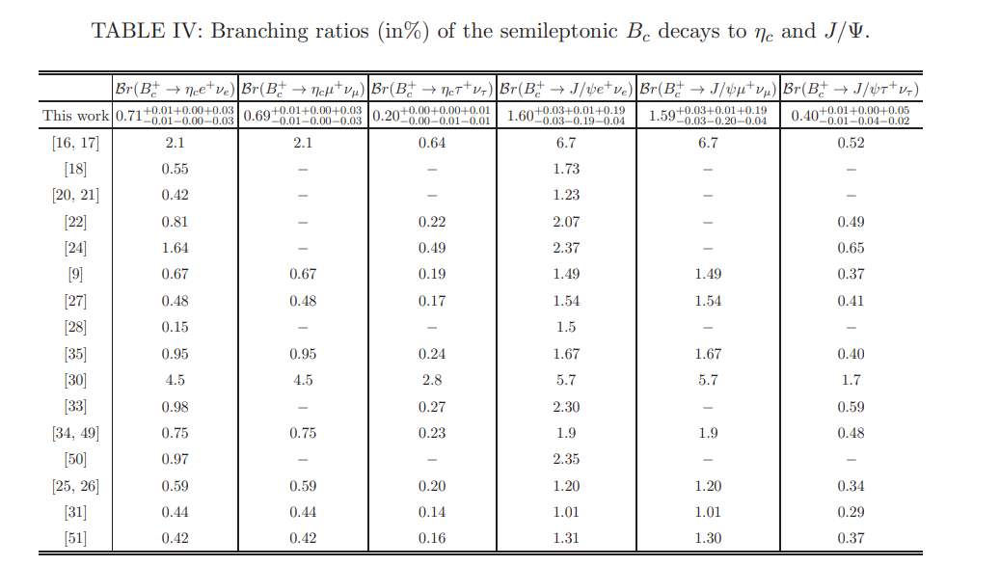 TABLE IV: Branching ratios (in%) of the semileptonic B_c decays to η_c and J/Ψ.
Br(B_c^+ → η_c e^+ ν_e) Br(B_c^+ → η_c μ^+ ν_μ) Br(B_c^+ → η_c τ^+ ν_τ) Br(B_c^+ → J/ψ e^+ ν_e) Br(B_c^+ → J/ψ μ^+ ν_μ) Br(B_c^+ → J/ψ τ^+ ν_τ)
This work 0.71^{+0.01+0.00+0.03}_{−0.01−0.00−0.03} 0.69^{+0.01+0.00+0.03}_{−0.01−0.00−0.03} 0.20^{+0.00+0.00+0.01}_{−0.00−0.01−0.01} 1.60^{+0.03+0.01+0.19}_{−0.03−0.19−0.04} 1.59^{+0.03+0.01+0.19}_{−0.03−0.20−0.04} 0.40^{+0.01+0.00+0.05}_{−0.01−0.04−0.02}
[16, 17] 2.1 2.1 0.64 6.7 6.7 0.52
[18] 0.55 − − 1.73 − −
[20, 21] 0.42 − − 1.23 − −
[22] 0.81 − 0.22 2.07 − 0.49
[24] 1.64 − 0.49 2.37 − 0.65
[9] 0.67 0.67 0.19 1.49 1.49 0.37
[27] 0.48 0.48 0.17 1.54 1.54 0.41
[28] 0.15 − − 1.5 − −
[35] 0.95 0.95 0.24 1.67 1.67 0.40
[30] 4.5 4.5 2.8 5.7 5.7 1.7
[33] 0.98 − 0.27 2.30 − 0.59
[34, 49] 0.75 0.75 0.23 1.9 1.9 0.48
[50] 0.97 − − 2.35 − −
[25, 26] 0.59 0.59 0.20 1.20 1.20 0.34
[31] 0.44 0.44 0.14 1.01 1.01 0.29
[51] 0.42 0.42 0.16 1.31 1.30 0.37